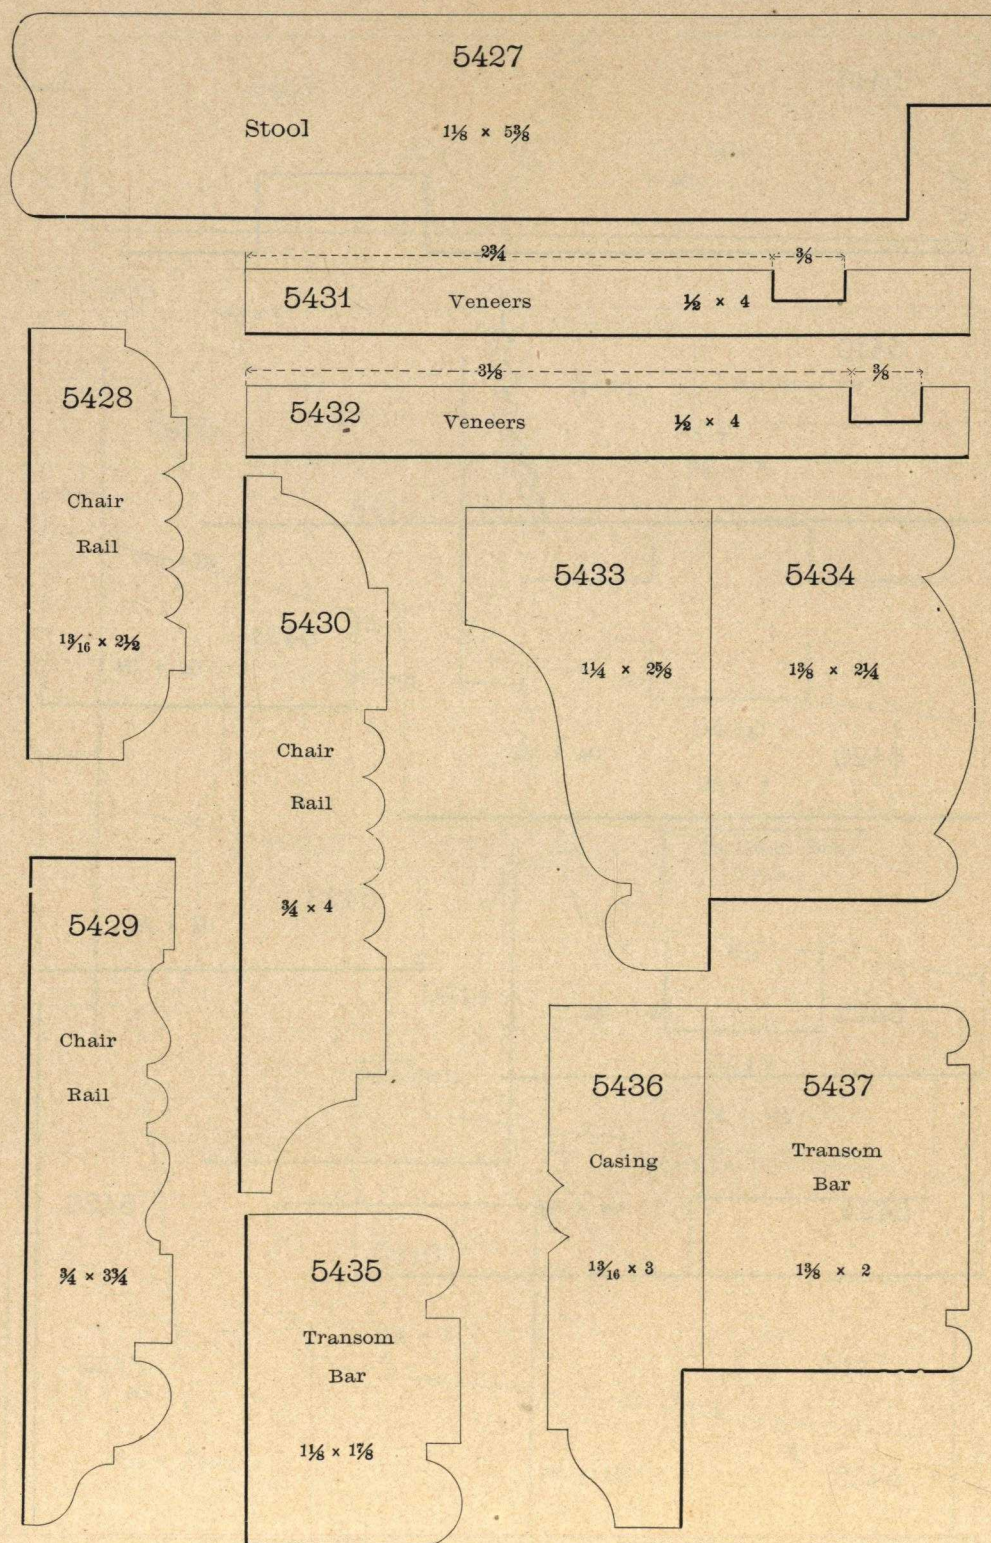 5427
Stool 1⅛ × 5⅜
2¾ ⅜
5431 Veneers ½ × 4
3⅛ ⅜
5432 Veneers ½ × 4
5428
Chair
Rail
13/16 × 2½
5430
Chair
Rail
¾ × 4
5433
1¼ × 2⅝
5434
1⅜ × 2¼
5429
Chair
Rail
¾ × 3¾
5435
Transom
Bar
1⅛ × 1⅞
5436
Casing
13/16 × 3
5437
Transom
Bar
1⅜ × 2